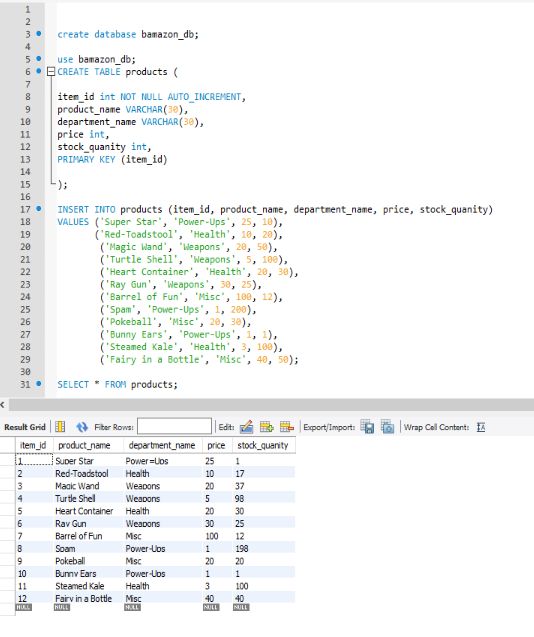 1
2
3 create database bamazon_db;
4
5 use bamazon_db;
6 CREATE TABLE products (
7
8 item_id int NOT NULL AUTO_INCREMENT,
9 product_name VARCHAR(30),
10 department_name VARCHAR(30),
11 price int,
12 stock_quanity int,
13 PRIMARY KEY (item_id)
14
15 );
16
17 INSERT INTO products (item_id, product_name, department_name, price, stock_quanity)
18 VALUES ('Super Star', 'Power-Ups', 25, 10),
19 ('Red-Toadstool', 'Health', 10, 20),
20 ('Magic Wand', 'Weapons', 20, 50),
21 ('Turtle Shell', 'Weapons', 5, 100),
22 ('Heart Container', 'Health', 20, 30),
23 ('Ray Gun', 'Weapons', 30, 25),
24 ('Barrel of Fun', 'Misc', 100, 12),
25 ('Spam', 'Power-Ups', 1, 200),
26 ('Pokeball', 'Misc', 20, 30),
27 ('Bunny Ears', 'Power-Ups', 1, 1),
28 ('Steamed Kale', 'Health', 3, 100),
29 ('Fairy in a Bottle', 'Misc', 40, 50);
30
31 SELECT * FROM products;
Result Grid Filter Rows: Edit: Export/Import: Wrap Cell Content:
item_id product_name department_name price stock_quanity
1 Super Star Power=Ups 25 1
2 Red-Toadstool Health 10 17
3 Magic Wand Weapons 20 37
4 Turtle Shell Weapons 5 98
5 Heart Container Health 20 30
6 Ray Gun Weapons 30 25
7 Barrel of Fun Misc 100 12
8 Spam Power-Ups 1 198
9 Pokeball Misc 20 20
10 Bunny Ears Power-Ups 1 1
11 Steamed Kale Health 3 100
12 Fairy in a Bottle Misc 40 40
NULL NULL NULL NULL NULL